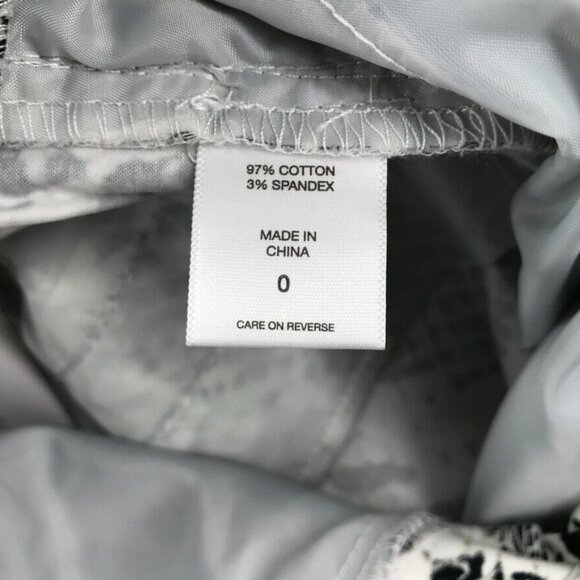 97% COTTON
3% SPANDEX
MADE IN
CHINA
0
CARE ON REVERSE